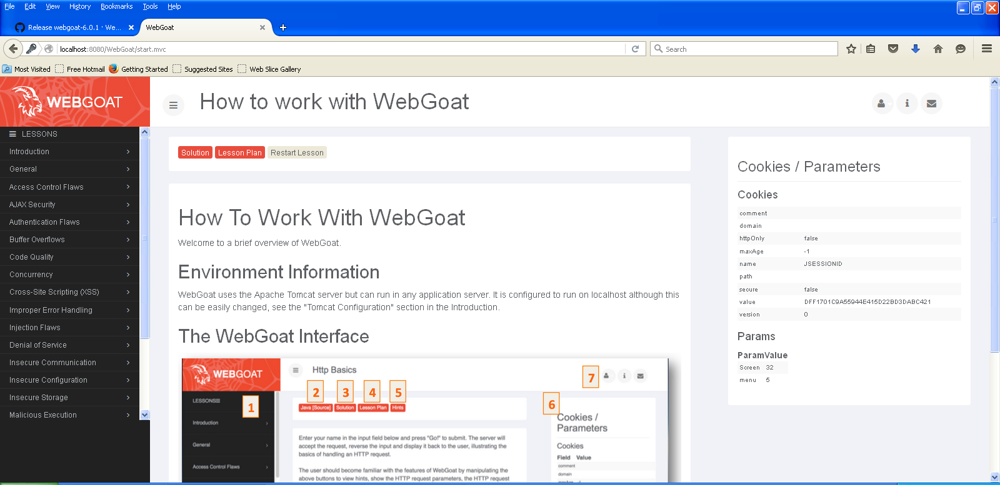 File Edit View History Bookmarks Tools Help
Release webgoat-6.0.1 · We... × WebGoat × +
localhost:8080/WebGoat/start.mvc
Search
Most Visited Free Hotmail Getting Started Suggested Sites Web Slice Gallery
WEBGOAT
How to work with WebGoat
LESSONS
Introduction
General
Access Control Flaws
AJAX Security
Authentication Flaws
Buffer Overflows
Code Quality
Concurrency
Cross-Site Scripting (XSS)
Improper Error Handling
Injection Flaws
Denial of Service
Insecure Communication
Insecure Configuration
Insecure Storage
Malicious Execution
Solution Lesson Plan Restart Lesson
How To Work With WebGoat
Welcome to a brief overview of WebGoat.
Environment Information
WebGoat uses the Apache Tomcat server but can run in any application server. It is configured to run on localhost although this
can be easily changed, see the "Tomcat Configuration" section in the Introduction.
The WebGoat Interface
WEBGOAT
Http Basics
7
2 3 4 5
LESSONS
1
Java [Source] Solution Lesson Plan Hints
6
Introduction
General
Access Control Flaws
Enter your name in the input field below and press "Go!" to submit. The server will
accept the request, reverse the input and display it back to the user, illustrating the
basics of handling an HTTP request.
The user should become familiar with the features of WebGoat by manipulating the
above buttons to view hints, show the HTTP request parameters, the HTTP request
Cookies /
Parameters
Cookies
Field Value
comment
domain
Cookies / Parameters
Cookies
comment
domain
httpOnly false
maxAge -1
name JSESSIONID
path
secure false
value DFF1701C9A55944E415D22BD3DABC421
version 0
Params
ParamValue
Screen 32
menu 5